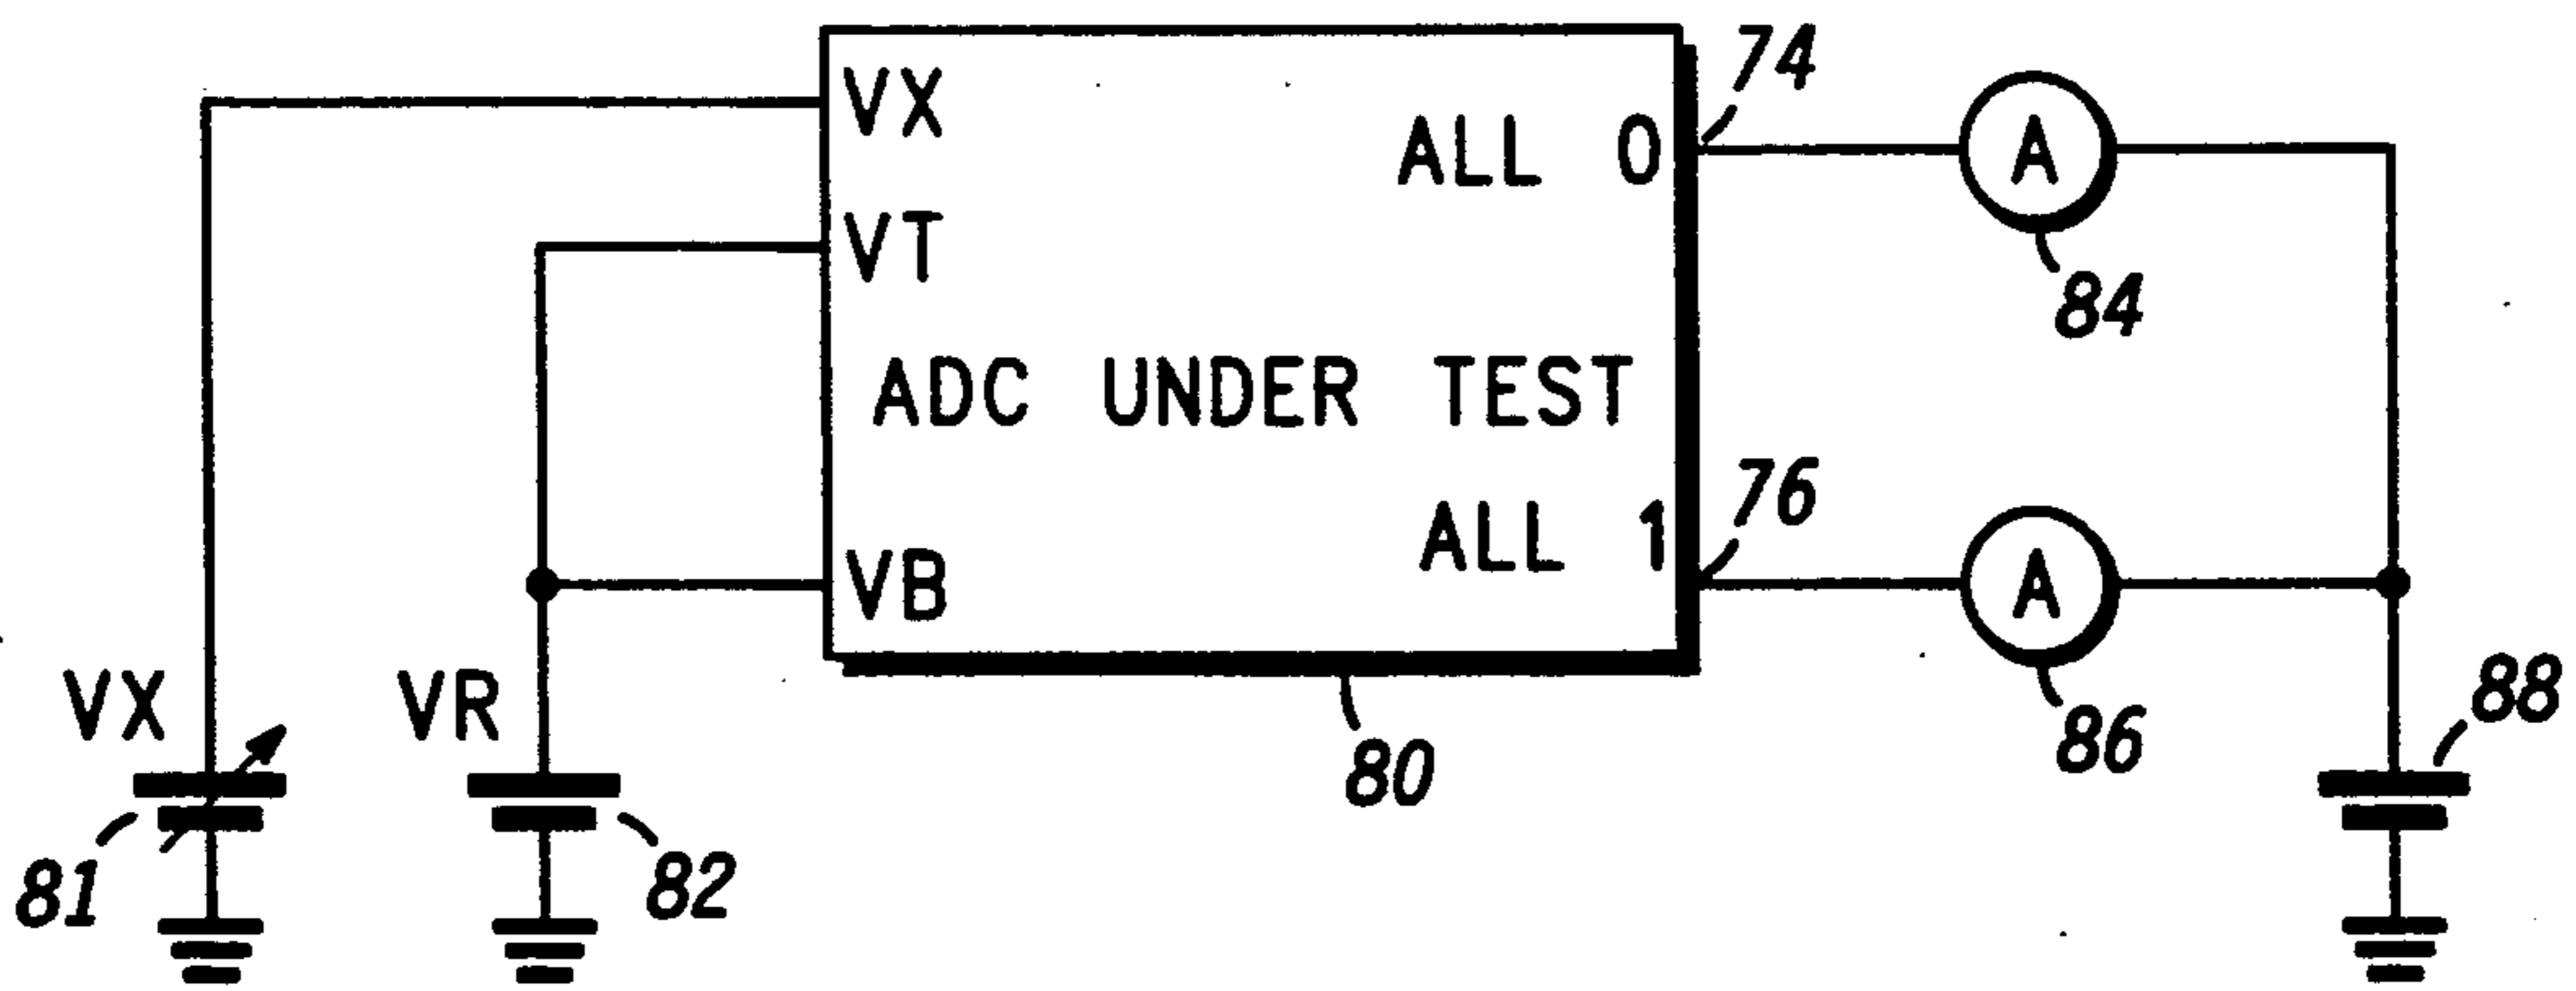 VX
VT
ADC UNDER TEST
VB
ALL 0
ALL 1
74
76
A
84
A
86
88
80
VX
81
VR
82